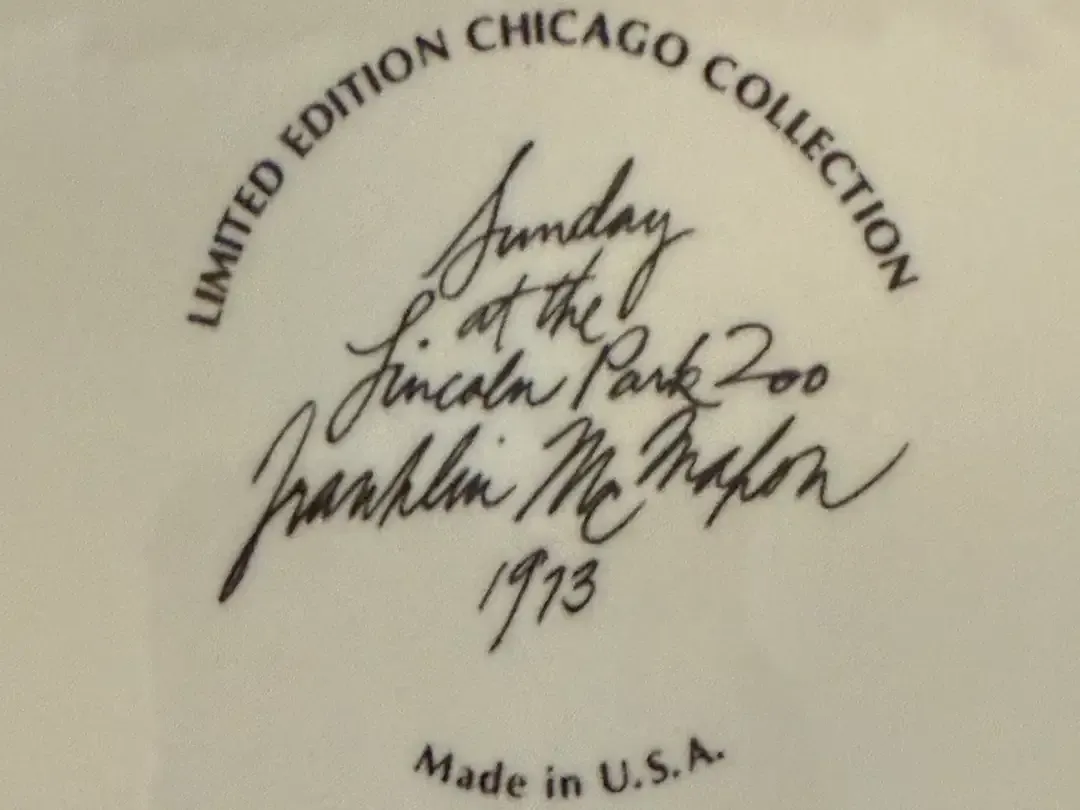 LIMITED EDITION CHICAGO COLLECTION
Sunday
at the
Lincoln Park Zoo
Franklin McMahon
1973
Made in U.S.A.